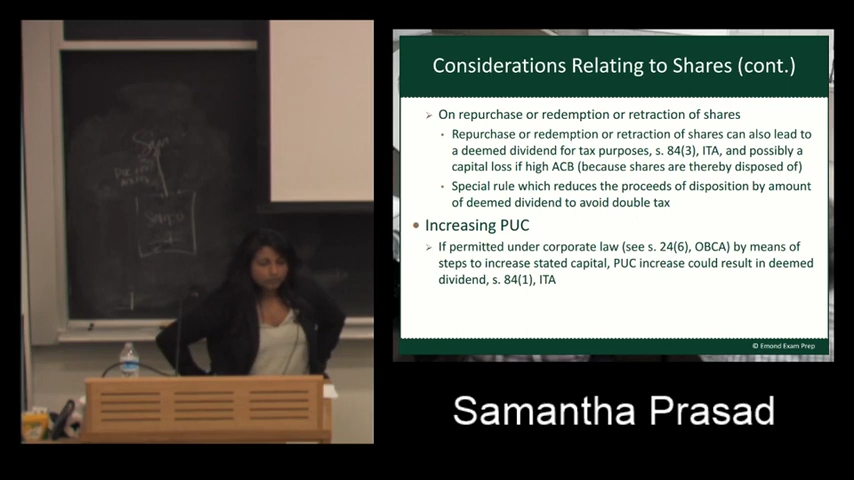 Considerations Relating to Shares (cont.)
➢ On repurchase or redemption or retraction of shares
• Repurchase or redemption or retraction of shares can also lead to
a deemed dividend for tax purposes, s. 84(3), ITA, and possibly a
capital loss if high ACB (because shares are thereby disposed of)
• Special rule which reduces the proceeds of disposition by amount
of deemed dividend to avoid double tax
• Increasing PUC
➢ If permitted under corporate law (see s. 24(6), OBCA) by means of
steps to increase stated capital, PUC increase could result in deemed
dividend, s. 84(1), ITA
© Emond Exam Prep
Samantha Prasad